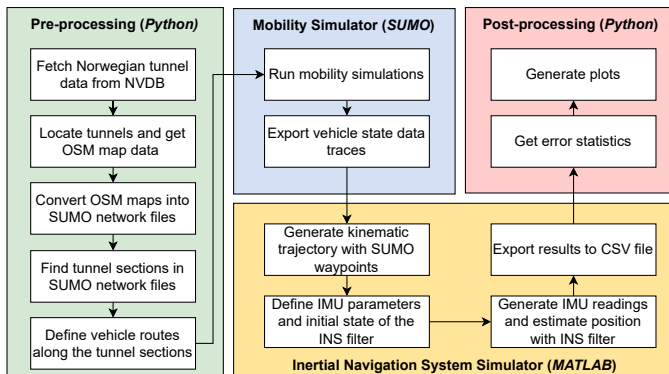 Pre-processing (Python)
Fetch Norwegian tunnel
data from NVDB
Locate tunnels and get
OSM map data
Convert OSM maps into
SUMO network files
Find tunnel sections in
SUMO network files
Define vehicle routes
along the tunnel sections
Mobility Simulator (SUMO)
Run mobility simulations
Export vehicle state data
traces
Generate kinematic
trajectory with SUMO
waypoints
Define IMU parameters
and initial state of the
INS filter
Generate IMU readings
and estimate position
with INS filter
Export results to CSV file
Inertial Navigation System Simulator (MATLAB)
Post-processing (Python)
Generate plots
Get error statistics